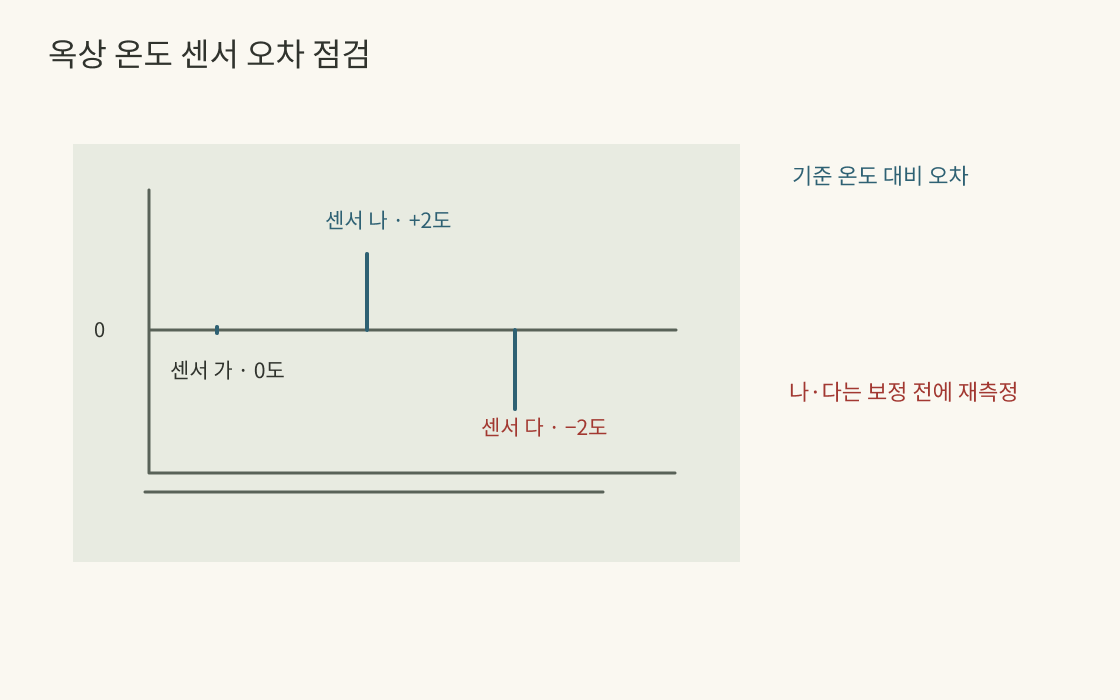 옥상 온도 센서 오차 점검
기준 온도 대비 오차
센서 나 · +2도
0
센서 가 · 0도
나·다는 보정 전에 재측정
센서 다 · −2도